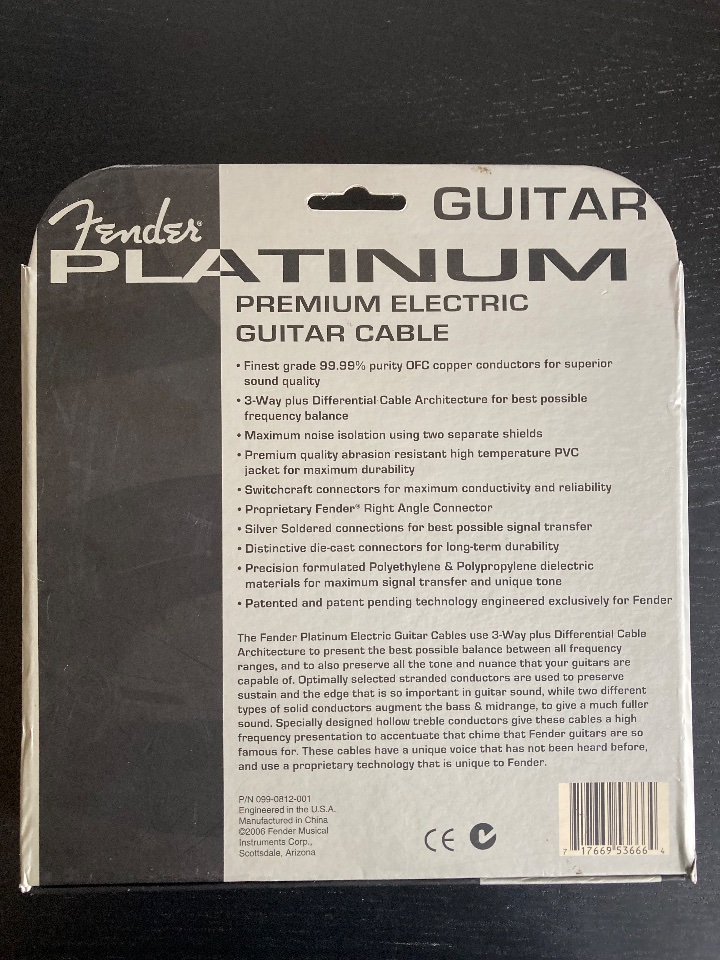 GUITAR
Fender®
PLATINUM
PREMIUM ELECTRIC
GUITAR CABLE
• Finest grade 99.99% purity OFC copper conductors for superior
sound quality
• 3-Way plus Differential Cable Architecture for best possible
frequency balance
• Maximum noise isolation using two separate shields
• Premium quality abrasion resistant high temperature PVC
jacket for maximum durability
• Switchcraft connectors for maximum conductivity and reliability
• Proprietary Fender® Right Angle Connector
• Silver Soldered connections for best possible signal transfer
• Distinctive die-cast connectors for long-term durability
• Precision formulated Polyethylene & Polypropylene dielectric
materials for maximum signal transfer and unique tone
• Patented and patent pending technology engineered exclusively for Fender
The Fender Platinum Electric Guitar Cables use 3-Way plus Differential Cable
Architecture to present the best possible balance between all frequency
ranges, and to also preserve all the tone and nuance that your guitars are
capable of. Optimally selected stranded conductors are used to preserve
sustain and the edge that is so important in guitar sound, while two different
types of solid conductors augment the bass & midrange, to give a much fuller
sound. Specially designed hollow treble conductors give these cables a high
frequency presentation to accentuate that chime that Fender guitars are so
famous for. These cables have a unique voice that has not been heard before,
and use a proprietary technology that is unique to Fender.
P/N 099-0812-001
Engineered in the U.S.A.
Manufactured in China
©2006 Fender Musical
Instruments Corp.,
Scottsdale, Arizona
CE
7 17669 53666 4